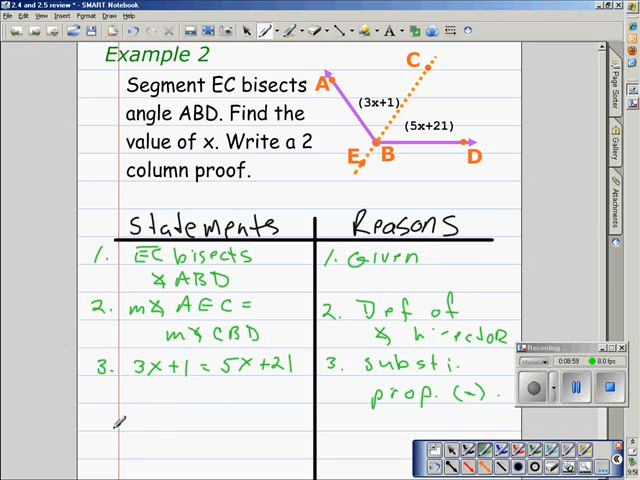 2.4 and 2.5 review * - SMART Notebook
File Edit View Insert Format Draw Help
Example 2
Segment EC bisects
angle ABD. Find the
value of x. Write a 2
column proof.
A
C
(3x+1)
(5x+21)
E
B
D
Statements
Reasons
1. EC bisects
∡ ABD
1. Given
2. m∡ AEC =
m∡ CBD
2. Def of
∡ bisector
3. 3x+1 = 5x+21
3. substi.
prop. (=).
Page Sorter
Gallery
Attachments
Recording...
Menu
08:59
8.0 fps